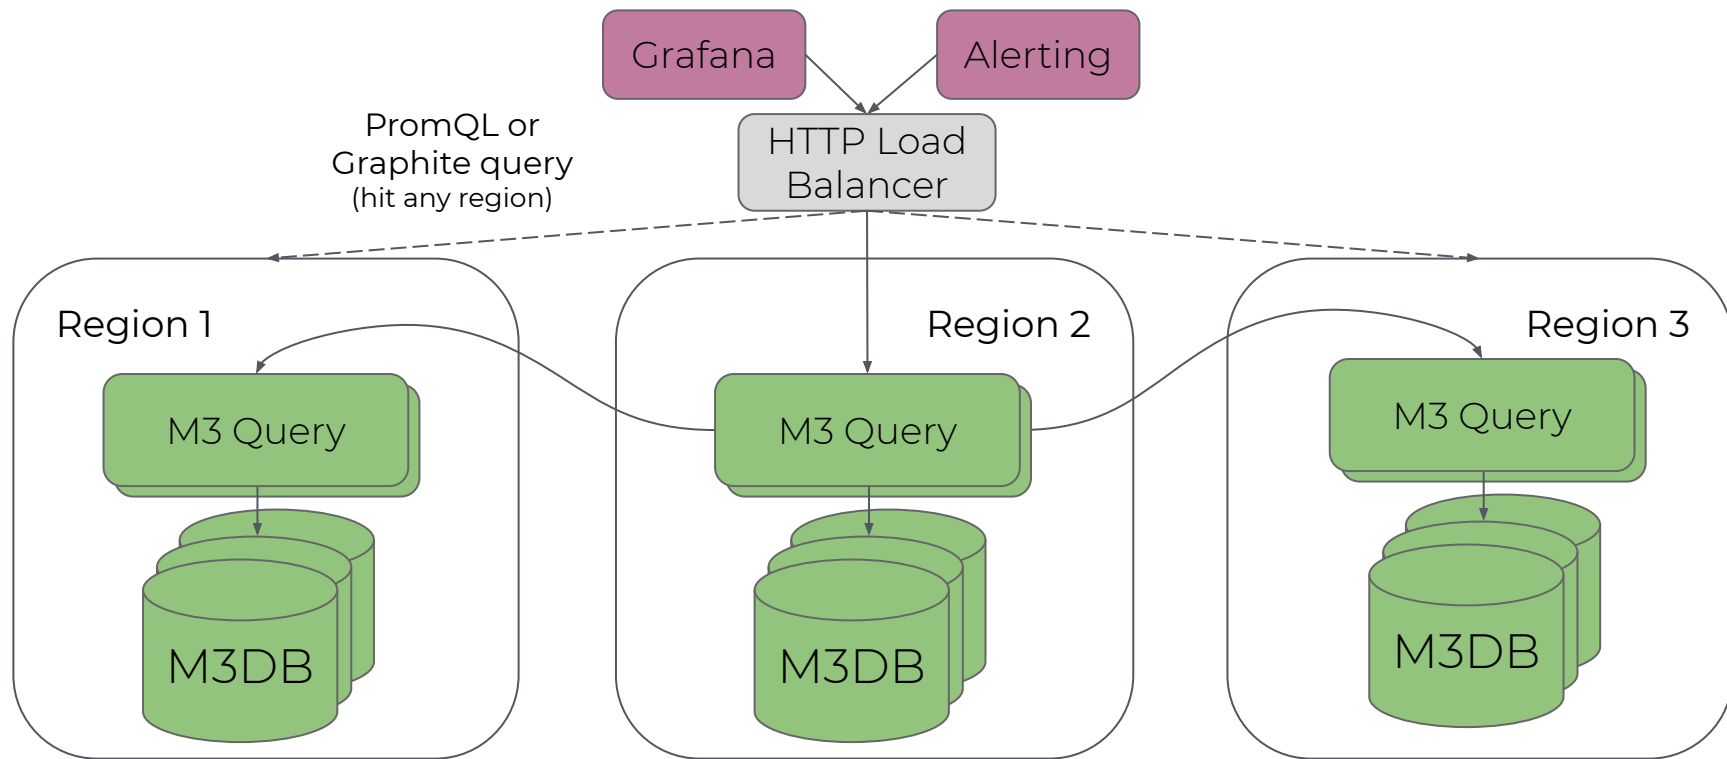 Grafana
Alerting
HTTP Load
Balancer
PromQL or
Graphite query
(hit any region)
Region 1
Region 2
Region 3
M3 Query
M3 Query
M3 Query
M3DB
M3DB
M3DB